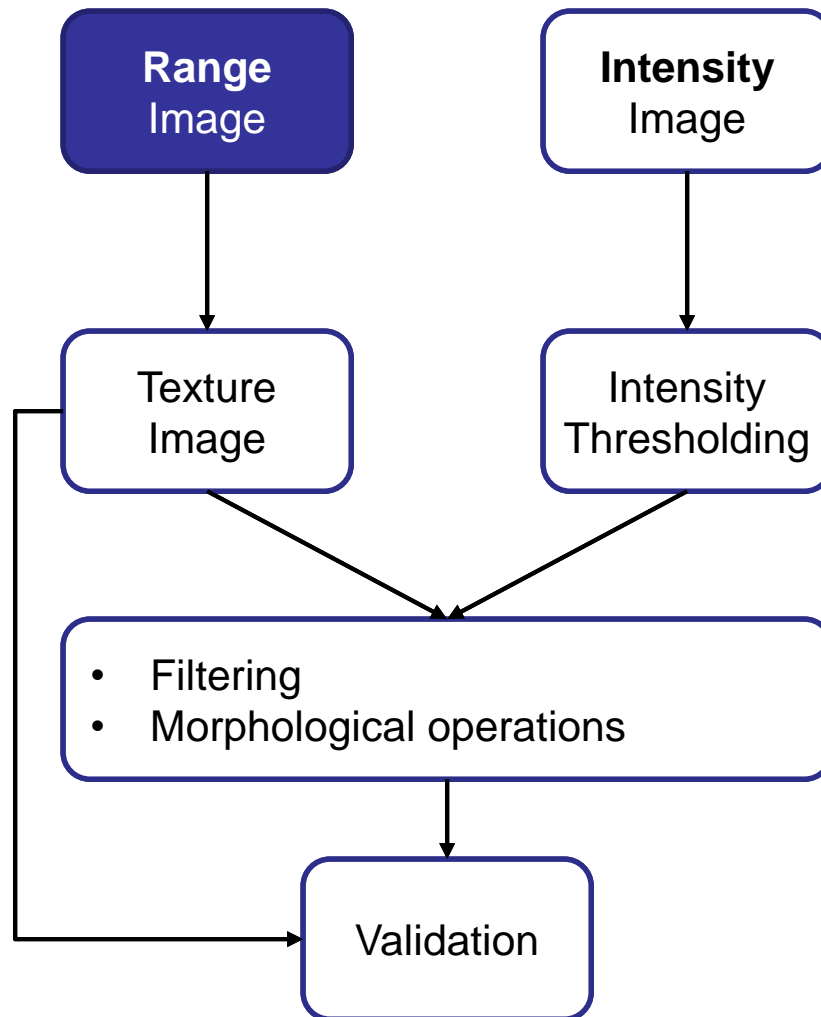 Range
Image
Intensity
Image
Texture
Image
Intensity
Thresholding
• Filtering
• Morphological operations
Validation